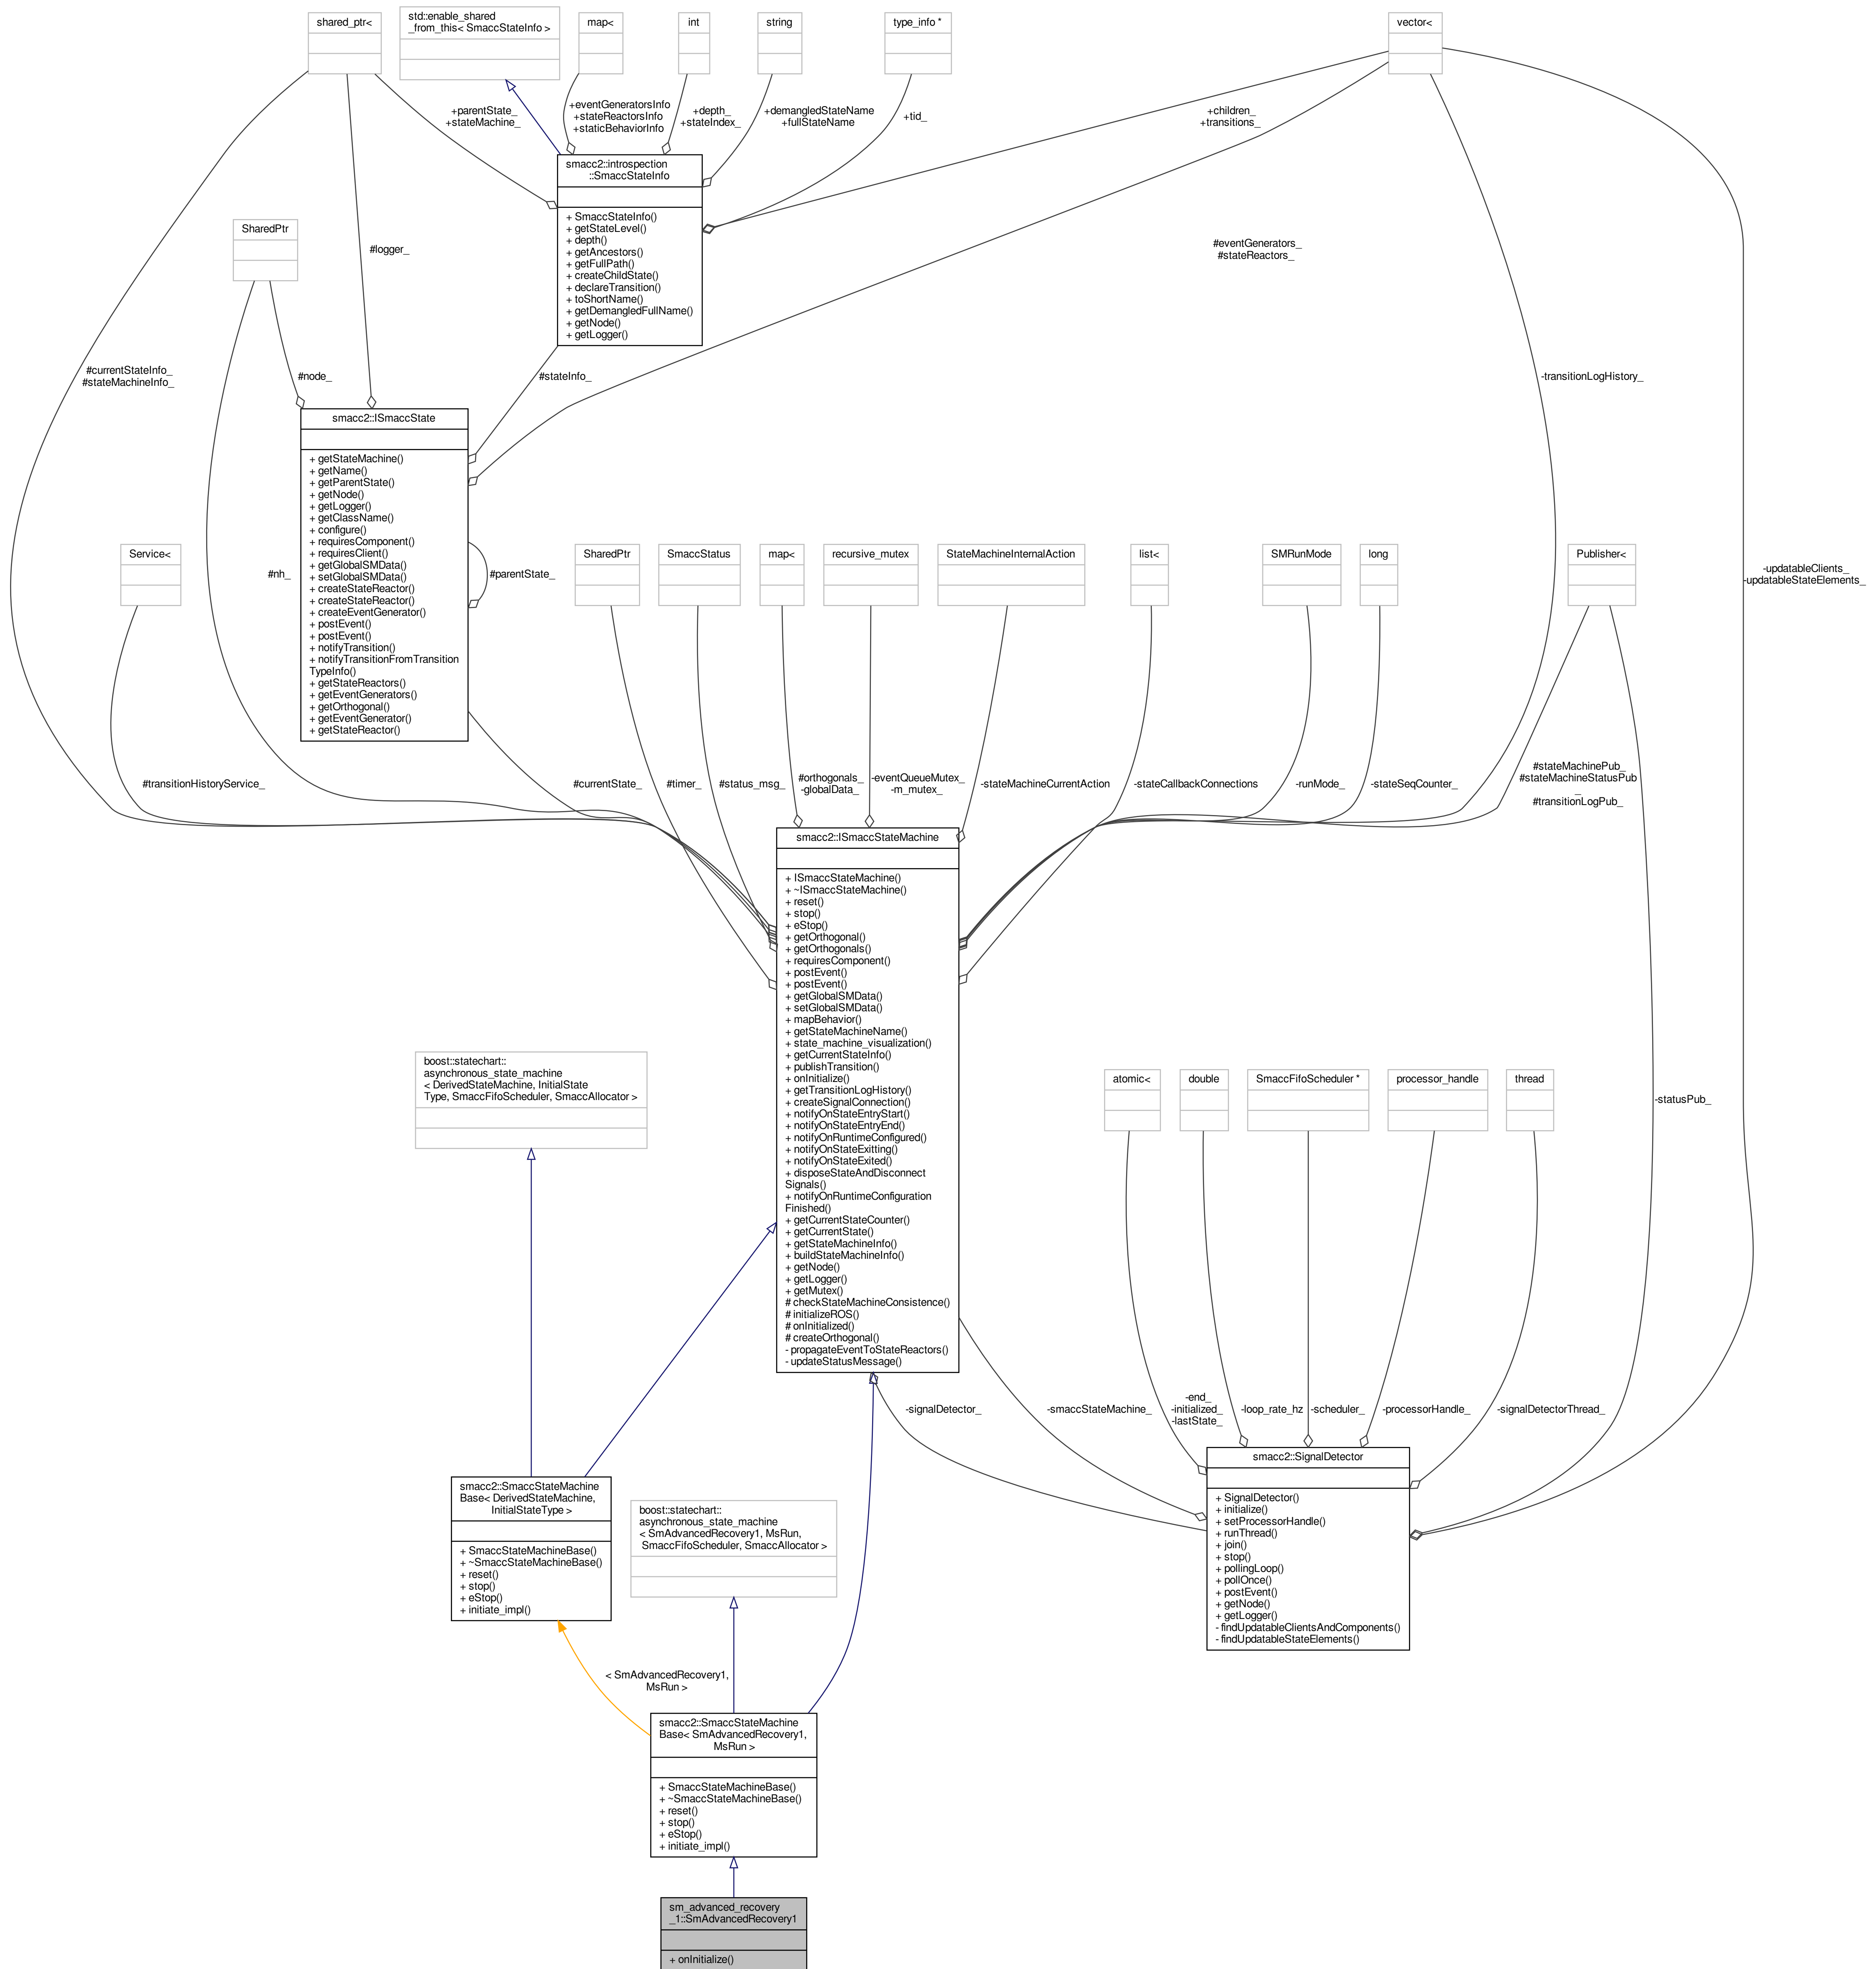 shared_ptr<
std::enable_shared
_from_this< SmaccStateInfo >
map<
int
string
type_info *
vector<
+parentState_
+stateMachine_
+eventGeneratorsInfo
+stateReactorsInfo
+staticBehaviorInfo
+depth_
+stateIndex_
+demangledStateName
+fullStateName
+tid_
+children_
+transitions_
smacc2::introspection
::SmaccStateInfo
+ SmaccStateInfo()
+ getStateLevel()
+ depth()
+ getAncestors()
+ getFullPath()
+ createChildState()
+ declareTransition()
+ toShortName()
+ getDemangledFullName()
+ getNode()
+ getLogger()
SharedPtr
#logger_
#eventGenerators_
#stateReactors_
#currentStateInfo_
#stateMachineInfo_
#node_
#stateInfo_
-transitionLogHistory_
smacc2::ISmaccState
+ getStateMachine()
+ getName()
+ getParentState()
+ getNode()
+ getLogger()
+ getClassName()
+ configure()
+ requiresComponent()
+ requiresClient()
+ getGlobalSMData()
+ setGlobalSMData()
+ createStateReactor()
+ createStateReactor()
+ createEventGenerator()
+ postEvent()
+ postEvent()
+ notifyTransition()
+ notifyTransitionFromTransition
TypeInfo()
+ getStateReactors()
+ getEventGenerators()
+ getOrthogonal()
+ getEventGenerator()
+ getStateReactor()
#parentState_
#nh_
Service<
SharedPtr
SmaccStatus
map<
recursive_mutex
StateMachineInternalAction
list<
SMRunMode
long
Publisher<
-updatableClients_
-updatableStateElements_
#transitionHistoryService_
#currentState_
#timer_
#status_msg_
#orthogonals_
-globalData_
-eventQueueMutex_
-m_mutex_
-stateMachineCurrentAction
-stateCallbackConnections
-runMode_
-stateSeqCounter_
#stateMachinePub_
#stateMachineStatusPub
_
#transitionLogPub_
smacc2::ISmaccStateMachine
+ ISmaccStateMachine()
+ ~ISmaccStateMachine()
+ reset()
+ stop()
+ eStop()
+ getOrthogonal()
+ getOrthogonals()
+ requiresComponent()
+ postEvent()
+ postEvent()
+ getGlobalSMData()
+ setGlobalSMData()
+ mapBehavior()
+ getStateMachineName()
+ state_machine_visualization()
+ getCurrentStateInfo()
+ publishTransition()
+ onInitialize()
+ getTransitionLogHistory()
+ createSignalConnection()
+ notifyOnStateEntryStart()
+ notifyOnStateEntryEnd()
+ notifyOnRuntimeConfigured()
+ notifyOnStateExitting()
+ notifyOnStateExited()
+ disposeStateAndDisconnect
Signals()
+ notifyOnRuntimeConfiguration
Finished()
+ getCurrentStateCounter()
+ getCurrentState()
+ getStateMachineInfo()
+ buildStateMachineInfo()
+ getNode()
+ getLogger()
+ getMutex()
# checkStateMachineConsistence()
# initializeROS()
# onInitialized()
# createOrthogonal()
- propagateEventToStateReactors()
- updateStatusMessage()
boost::statechart::
asynchronous_state_machine
< DerivedStateMachine, InitialState
Type, SmaccFifoScheduler, SmaccAllocator >
atomic<
double
SmaccFifoScheduler *
processor_handle
thread
-statusPub_
-signalDetector_
-smaccStateMachine_
-end_
-initialized_
-lastState_
-loop_rate_hz
-scheduler_
-processorHandle_
-signalDetectorThread_
smacc2::SignalDetector
+ SignalDetector()
+ initialize()
+ setProcessorHandle()
+ runThread()
+ join()
+ stop()
+ pollingLoop()
+ pollOnce()
+ postEvent()
+ getNode()
+ getLogger()
- findUpdatableClientsAndComponents()
- findUpdatableStateElements()
smacc2::SmaccStateMachine
Base< DerivedStateMachine,
InitialStateType >
+ SmaccStateMachineBase()
+ ~SmaccStateMachineBase()
+ reset()
+ stop()
+ eStop()
+ initiate_impl()
boost::statechart::
asynchronous_state_machine
< SmAdvancedRecovery1, MsRun,
SmaccFifoScheduler, SmaccAllocator >
< SmAdvancedRecovery1,
MsRun >
smacc2::SmaccStateMachine
Base< SmAdvancedRecovery1,
MsRun >
+ SmaccStateMachineBase()
+ ~SmaccStateMachineBase()
+ reset()
+ stop()
+ eStop()
+ initiate_impl()
sm_advanced_recovery
_1::SmAdvancedRecovery1
+ onInitialize()